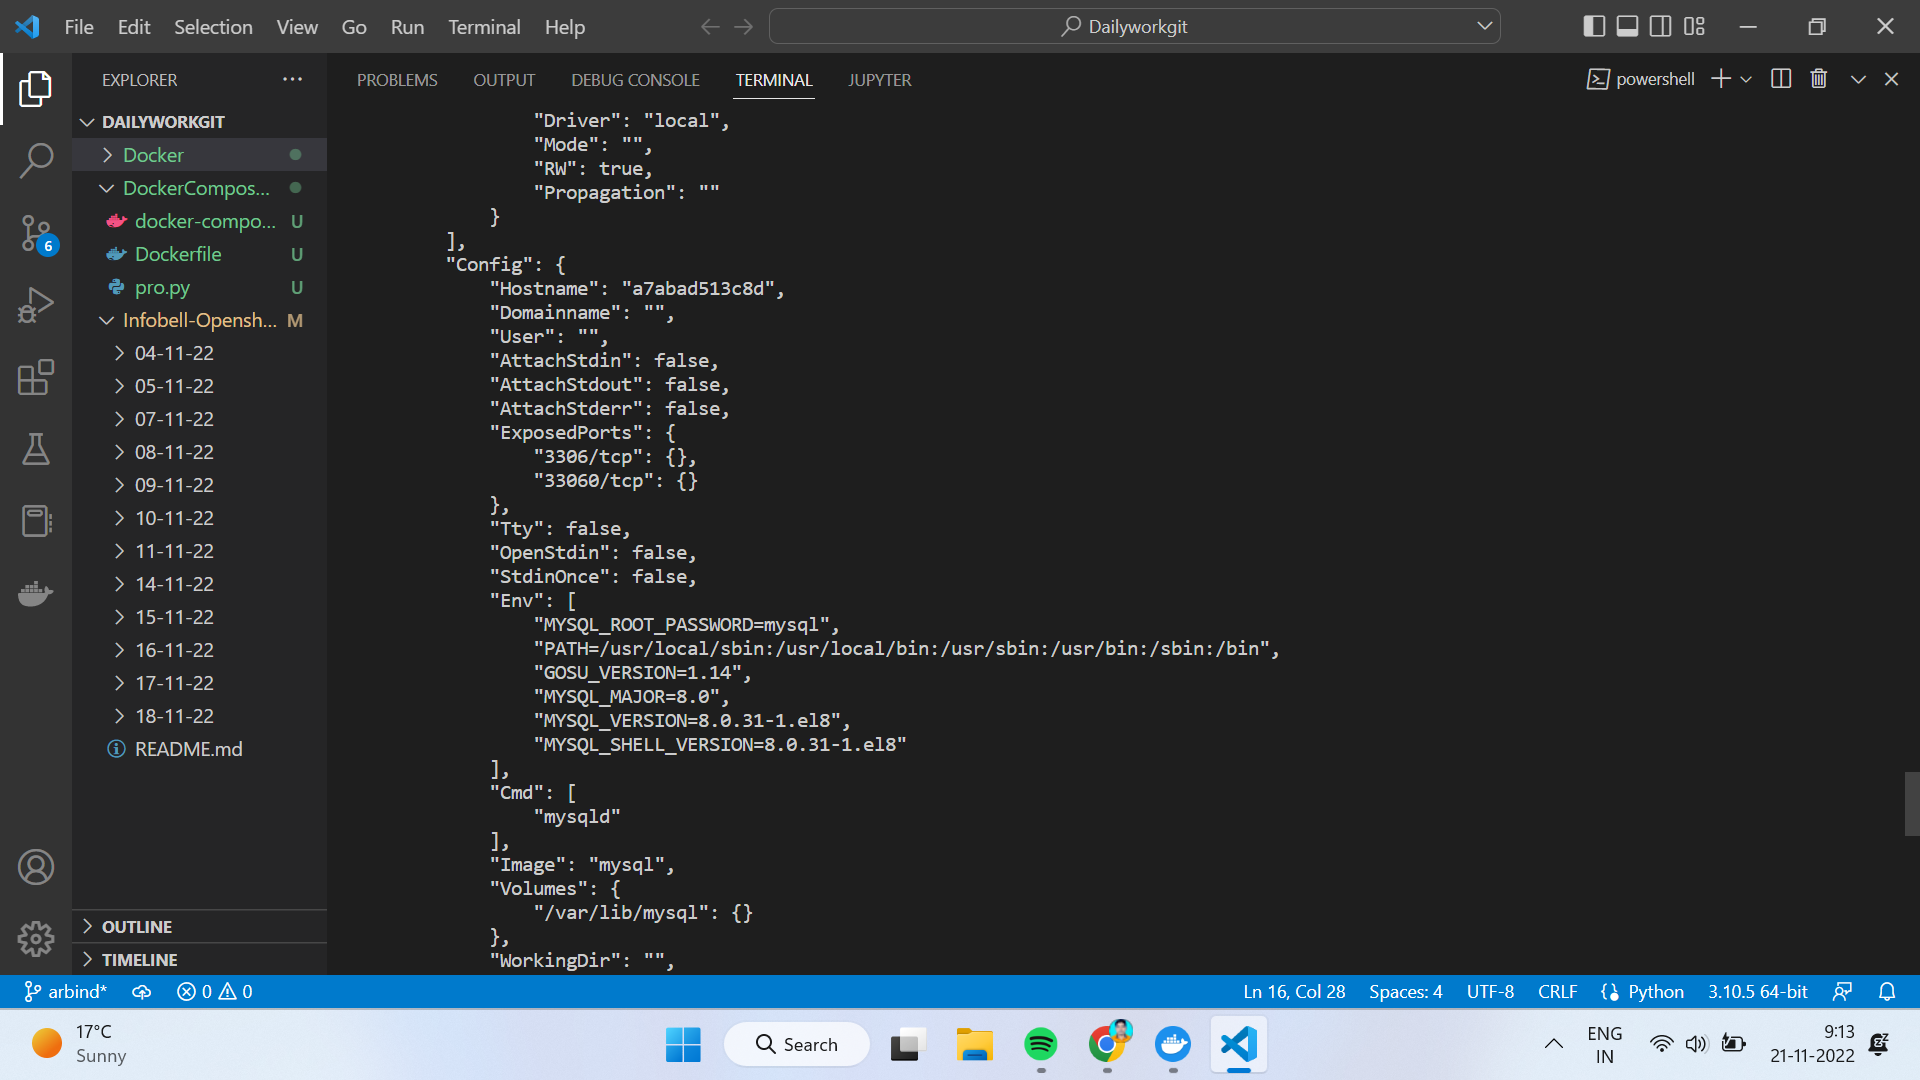 File Edit Selection View Go Run Terminal Help
Dailyworkgit
EXPLORER
DAILYWORKGIT
Docker
DockerCompos...
docker-compo... U
Dockerfile U
pro.py U
Infobell-Opensh... M
04-11-22
05-11-22
07-11-22
08-11-22
09-11-22
10-11-22
11-11-22
14-11-22
15-11-22
16-11-22
17-11-22
18-11-22
README.md
OUTLINE
TIMELINE
6
PROBLEMS OUTPUT DEBUG CONSOLE TERMINAL JUPYTER
powershell
"Driver": "local",
"Mode": "",
"RW": true,
"Propagation": ""
}
],
"Config": {
"Hostname": "a7abad513c8d",
"Domainname": "",
"User": "",
"AttachStdin": false,
"AttachStdout": false,
"AttachStderr": false,
"ExposedPorts": {
"3306/tcp": {},
"33060/tcp": {}
},
"Tty": false,
"OpenStdin": false,
"StdinOnce": false,
"Env": [
"MYSQL_ROOT_PASSWORD=mysql",
"PATH=/usr/local/sbin:/usr/local/bin:/usr/sbin:/usr/bin:/sbin:/bin",
"GOSU_VERSION=1.14",
"MYSQL_MAJOR=8.0",
"MYSQL_VERSION=8.0.31-1.el8",
"MYSQL_SHELL_VERSION=8.0.31-1.el8"
],
"Cmd": [
"mysqld"
],
"Image": "mysql",
"Volumes": {
"/var/lib/mysql": {}
},
"WorkingDir": "",
arbind* 0 0 Ln 16, Col 28 Spaces: 4 UTF-8 CRLF Python 3.10.5 64-bit
17°C
Sunny
Search
ENG
IN
9:13
21-11-2022